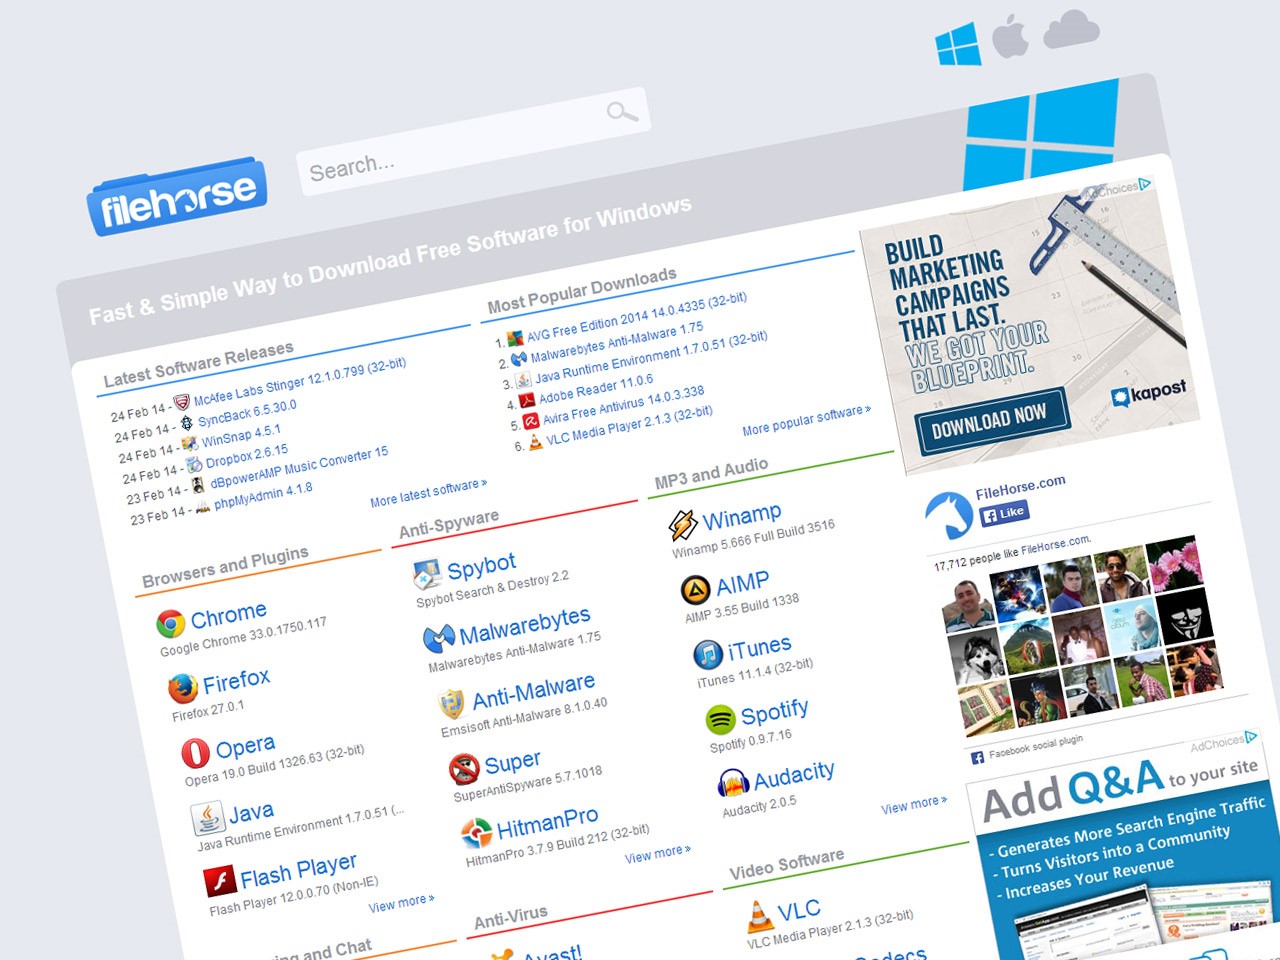 filehorse
Search...
Fast & Simple Way to Download Free Software for Windows
Latest Software Releases
24 Feb 14 - McAfee Labs Stinger 12.1.0.799 (32-bit)
24 Feb 14 - SyncBack 6.5.30.0
24 Feb 14 - WinSnap 4.5.1
24 Feb 14 - Dropbox 2.6.15
23 Feb 14 - dBpowerAMP Music Converter 15
23 Feb 14 - phpMyAdmin 4.1.8
More latest software »
Most Popular Downloads
1. AVG Free Edition 2014 14.0.4335 (32-bit)
2. Malwarebytes Anti-Malware 1.75
3. Java Runtime Environment 1.7.0.51 (32-bit)
4. Adobe Reader 11.0.6
5. Avira Free Antivirus 14.0.3.338
6. VLC Media Player 2.1.3 (32-bit)
More popular software »
AdChoices
BUILD
MARKETING
CAMPAIGNS
THAT LAST.
WE GOT YOUR
BLUEPRINT.
DOWNLOAD NOW
kapost
Browsers and Plugins
Chrome
Google Chrome 33.0.1750.117
Firefox
Firefox 27.0.1
Opera
Opera 19.0 Build 1326.63 (32-bit)
Java
Java Runtime Environment 1.7.0.51 (...
Flash Player
Flash Player 12.0.0.70 (Non-IE)
View more »
Anti-Spyware
Spybot
Spybot Search & Destroy 2.2
Malwarebytes
Malwarebytes Anti-Malware 1.75
Anti-Malware
Emsisoft Anti-Malware 8.1.0.40
Super
SuperAntiSpyware 5.7.1018
HitmanPro
HitmanPro 3.7.9 Build 212 (32-bit)
View more »
MP3 and Audio
Winamp
Winamp 5.666 Full Build 3516
AIMP
AIMP 3.55 Build 1338
iTunes
iTunes 11.1.4 (32-bit)
Spotify
Spotify 0.9.7.16
Audacity
Audacity 2.0.5
View more »
FileHorse.com
Like
17,712 people like FileHorse.com.
Facebook social plugin
AdChoices
Add Q&A to your site
- Generates More Search Engine Traffic
- Turns Visitors into a Community
- Increases Your Revenue
ing and Chat
Anti-Virus
Avast!
Video Software
VLC
VLC Media Player 2.1.3 (32-bit)
Codecs